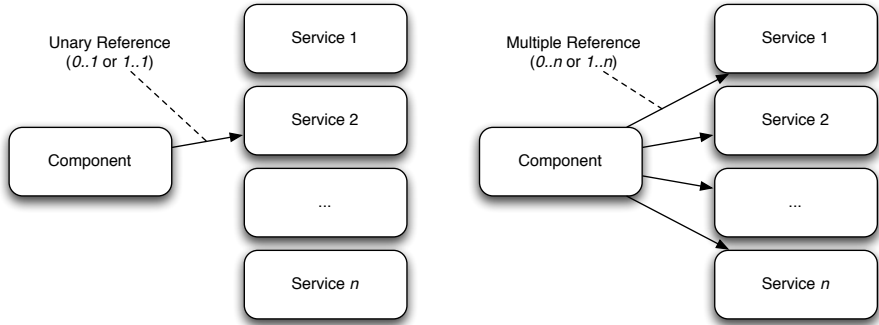 Unary Reference
(0..1 or 1..1)
Component
Service 1
Service 2
...
Service n
Multiple Reference
(0..n or 1..n)
Component
Service 1
Service 2
...
Service n